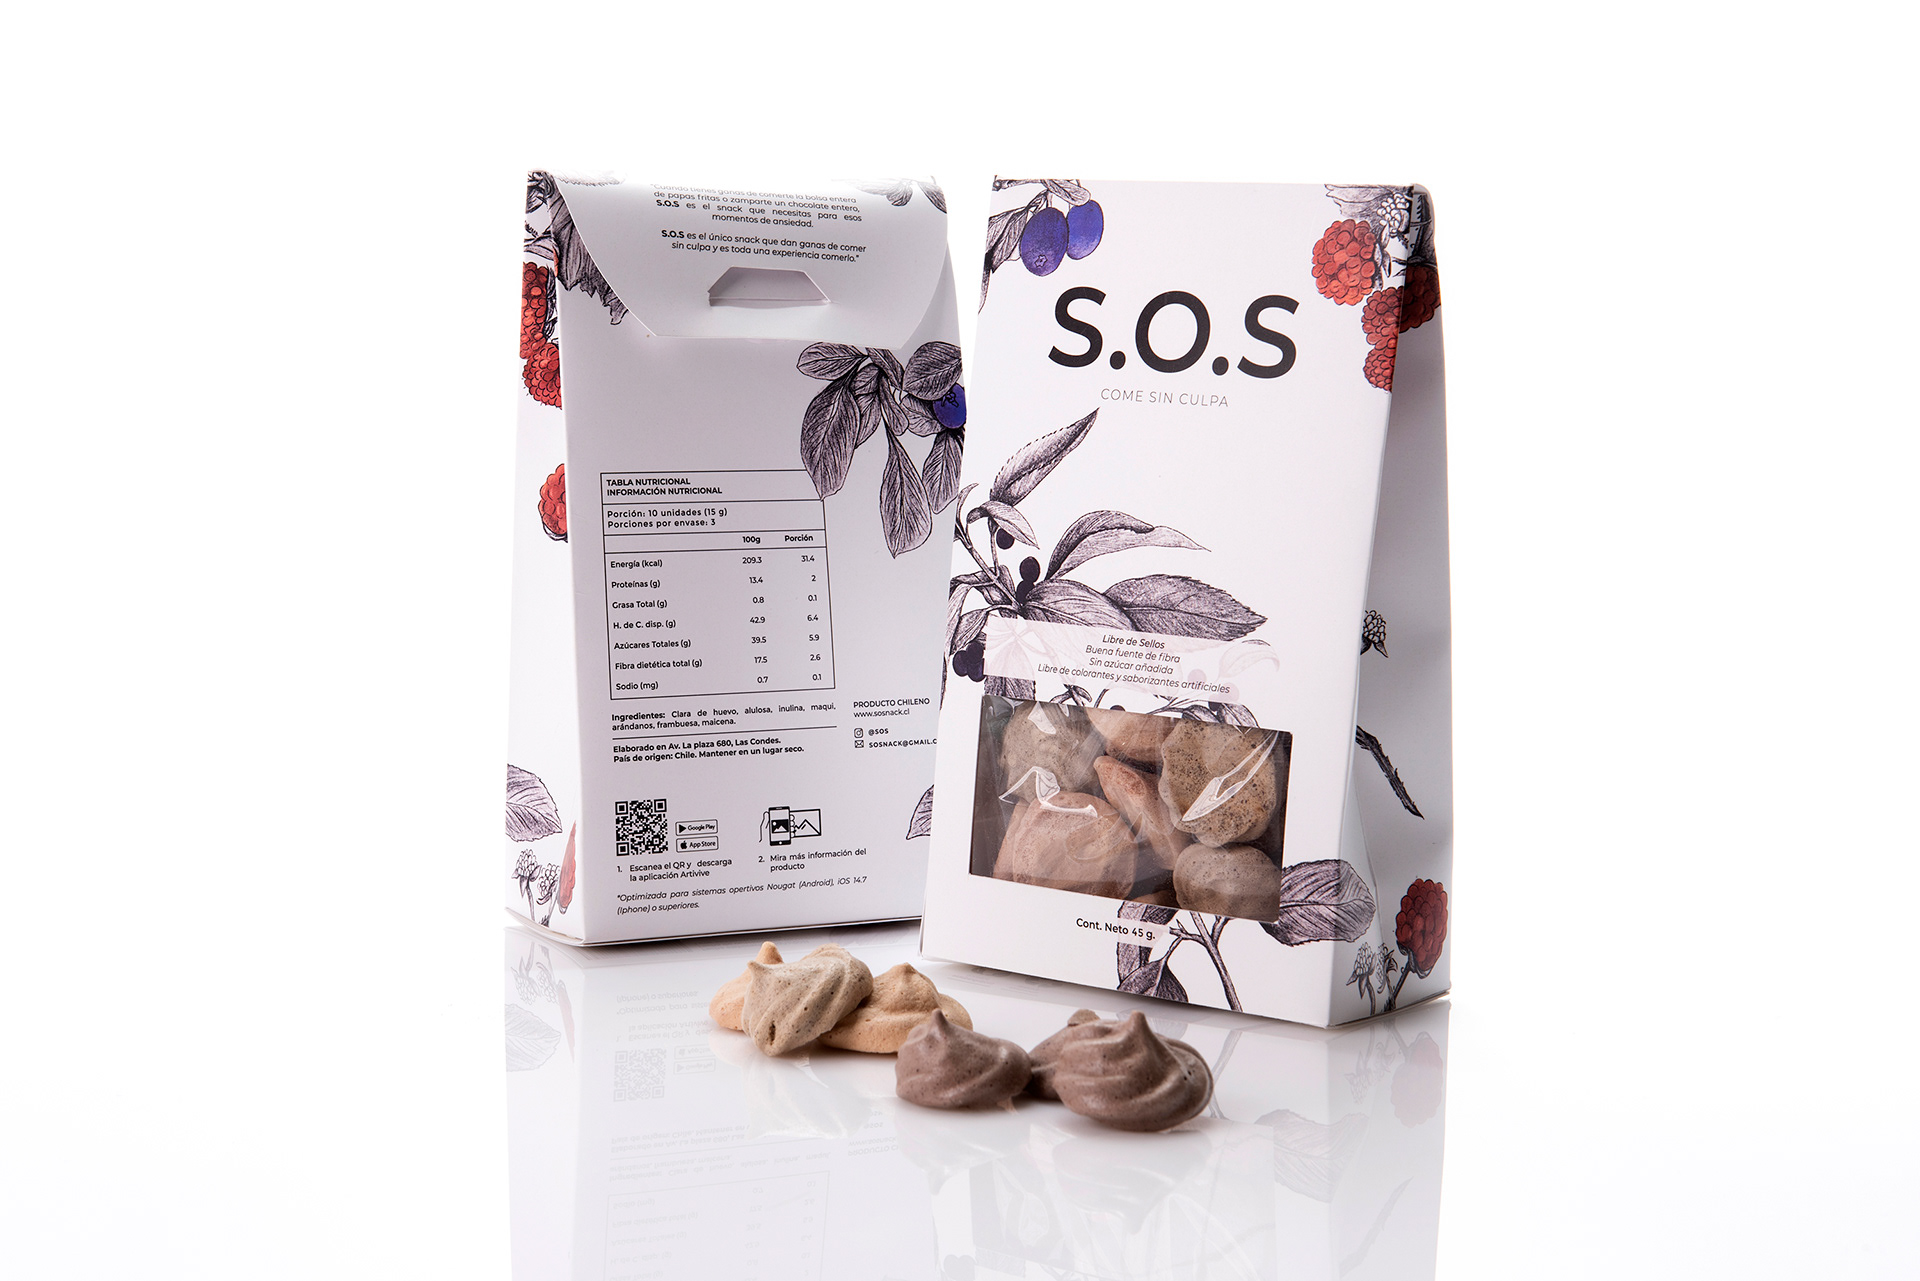 "Cuando tienes ganas de comerte la bolsa entera
de papas fritas o zamparte un chocolate entero,
S.O.S es el snack que necesitas para esos
momentos de ansiedad.
S.O.S es el único snack que dan ganas de comer
sin culpa y es toda una experiencia comerlo."
TABLA NUTRICIONAL
INFORMACIÓN NUTRICIONAL
Porción: 10 unidades (15 g)
Porciones por envase: 3
100g Porción
Energía (kcal) 209.3 31.4
Proteínas (g) 13.4 2
Grasa Total (g) 0.8 0.1
H. de C. disp. (g) 42.9 6.4
Azúcares Totales (g) 39.5 5.9
Fibra dietética total (g) 17.5 2.6
Sodio (mg) 0.7 0.1
Ingredientes: Clara de huevo, alulosa, inulina, maqui,
arándanos, frambuesa, maicena.
Elaborado en Av. La plaza 680, Las Condes.
País de origen: Chile. Mantener en un lugar seco.
PRODUCTO CHILENO
www.sosnack.cl
@SOS
SOSNACK@GMAIL.C
Google Play
App Store
1. Escanea el QR y descarga
la aplicación Artivive
2. Mira más información del
producto
*Optimizada para sistemas opertivos Nougat (Android), iOS 14.7
(Iphone) o superiores.
S.O.S
COME SIN CULPA
Libre de Sellos
Buena fuente de fibra
Sin azúcar añadida
Libre de colorantes y saborizantes artificiales
Cont. Neto 45 g.